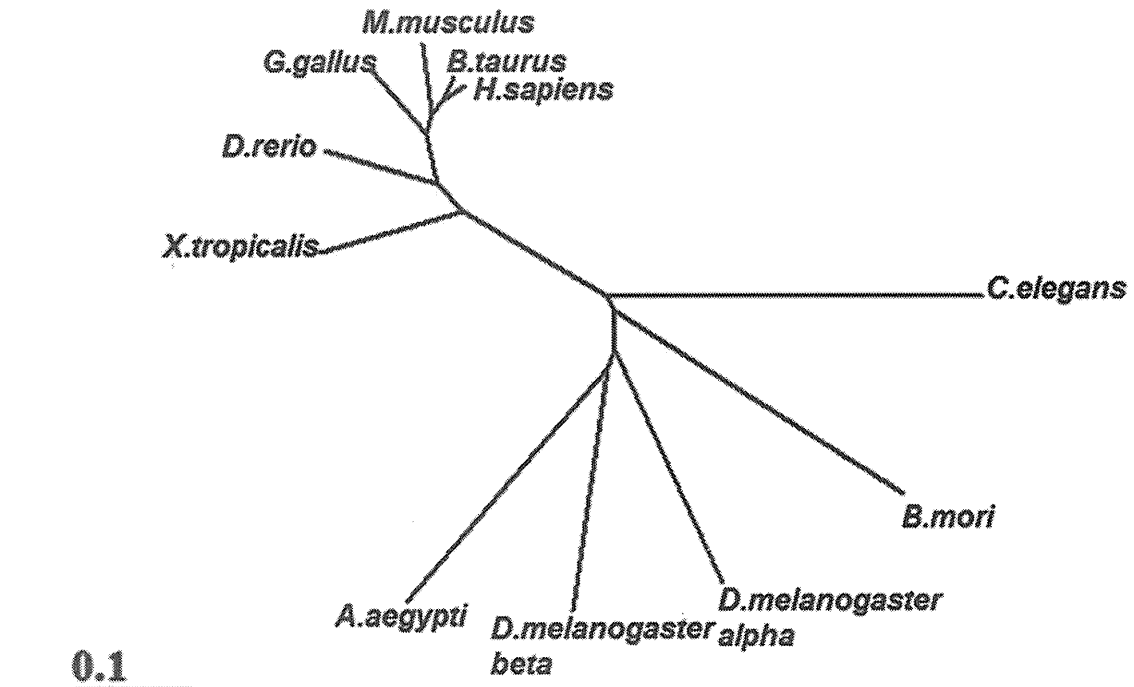 M.musculus
G.gallus
B.taurus
H.sapiens
D.rerio
X.tropicalis
C.elegans
B.mori
D.melanogaster
alpha
A.aegypti
D.melanogaster
beta
0.1